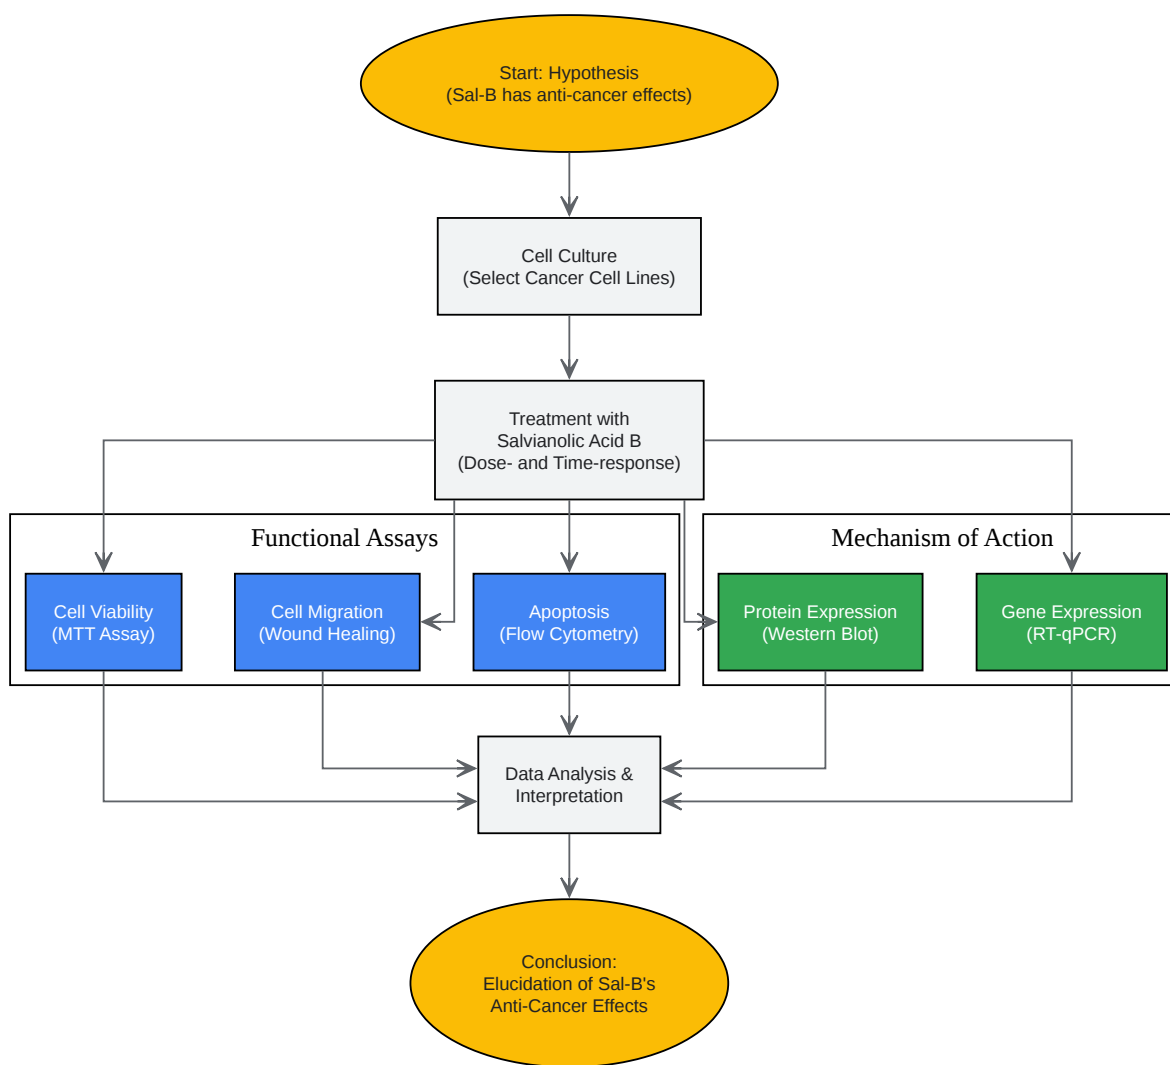 Start: Hypothesis
(Sal-B has anti-cancer effects)
Cell Culture
(Select Cancer Cell Lines)
Treatment with
Salvianolic Acid B
(Dose- and Time-response)
Functional Assays
Cell Viability
(MTT Assay)
Cell Migration
(Wound Healing)
Apoptosis
(Flow Cytometry)
Mechanism of Action
Protein Expression
(Western Blot)
Gene Expression
(RT-qPCR)
Data Analysis &
Interpretation
Conclusion:
Elucidation of Sal-B's
Anti-Cancer Effects